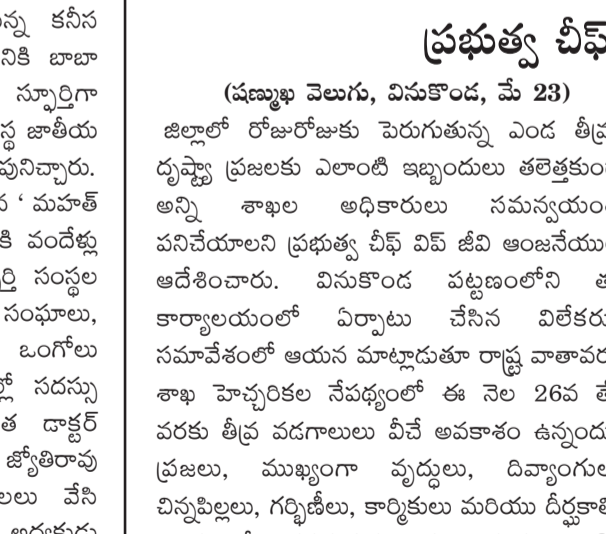 న్న కనీస
నికి బాబా
స్ఫూర్తిగా
స్థ జాతీయ
పునిచ్చారు.
' మహత్
కి వందేళ్లు
ర్తి సంస్థల
సంఘాలు,
ఒంగోలు
ల్లో సదస్సు
త డాక్టర్
జ్యోతిరావు
లలు వేసి
ప్రభుత్వ చీఫ్
(షణ్ముఖ వెలుగు, వినుకొండ, మే 23)
జిల్లాలో రోజురోజుకు పెరుగుతున్న ఎండ తీవ్ర
దృష్ట్యా ప్రజలకు ఎలాంటి ఇబ్బందులు తలెత్తకుం
అన్ని శాఖల అధికారులు సమన్వయం
పనిచేయాలని ప్రభుత్వ చీఫ్ విప్ జీవి ఆంజనేయు
ఆదేశించారు. వినుకొండ పట్టణంలోని త
కార్యాలయంలో ఏర్పాటు చేసిన విలేకరు
సమావేశంలో ఆయన మాట్లాడుతూ రాష్ట్ర వాతావర
శాఖ హెచ్చరికల నేపథ్యంలో ఈ నెల 26వ తే
వరకు తీవ్ర వడగాలులు వీచే అవకాశం ఉన్నందు
ప్రజలు, ముఖ్యంగా వృద్ధులు, దివ్యాంగుల
చిన్నపిల్లలు, గర్భిణీలు, కార్మికులు మరియు దీర్ఘకాలి